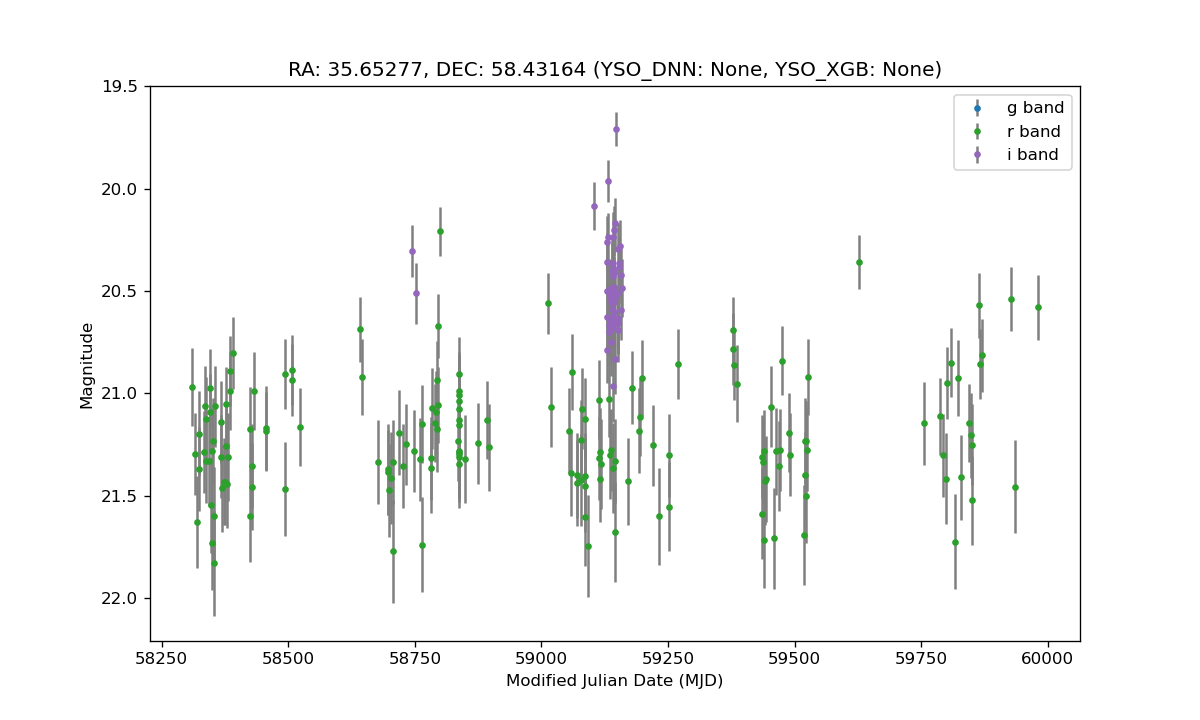 RA: 35.65277, DEC: 58.43164 (YSO_DNN: None, YSO_XGB: None)
19.5
20.0
20.5
21.0
21.5
22.0
Magnitude
g band
r band
i band
58250
58500
58750
59000
59250
59500
59750
60000
Modified Julian Date (MJD)